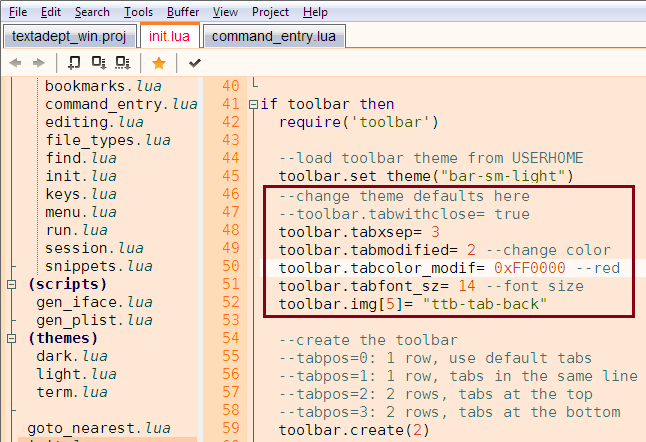 File Edit Search Tools Buffer View Project Help
textadept_win.proj init.lua command_entry.lua
bookmarks.lua
command_entry.lua
editing.lua
file_types.lua
find.lua
init.lua
keys.lua
menu.lua
run.lua
session.lua
snippets.lua
(scripts)
gen_iface.lua
gen_plist.lua
(themes)
dark.lua
light.lua
term.lua
goto_nearest.lua
40
41 if toolbar then
42 require('toolbar')
43
44 --load toolbar theme from USERHOME
45 toolbar.set_theme("bar-sm-light")
46 --change theme defaults here
47 --toolbar.tabwithclose= true
48 toolbar.tabxsep= 3
49 toolbar.tabmodified= 2 --change color
50 toolbar.tabcolor_modif= 0xFF0000 --red
51 toolbar.tabfont_sz= 14 --font size
52 toolbar.img[5]= "ttb-tab-back"
53
54 --create the toolbar
55 --tabpos=0: 1 row, use default tabs
56 --tabpos=1: 1 row, tabs in the same line
57 --tabpos=2: 2 rows, tabs at the top
58 --tabpos=3: 2 rows, tabs at the bottom
59 toolbar.create(2)